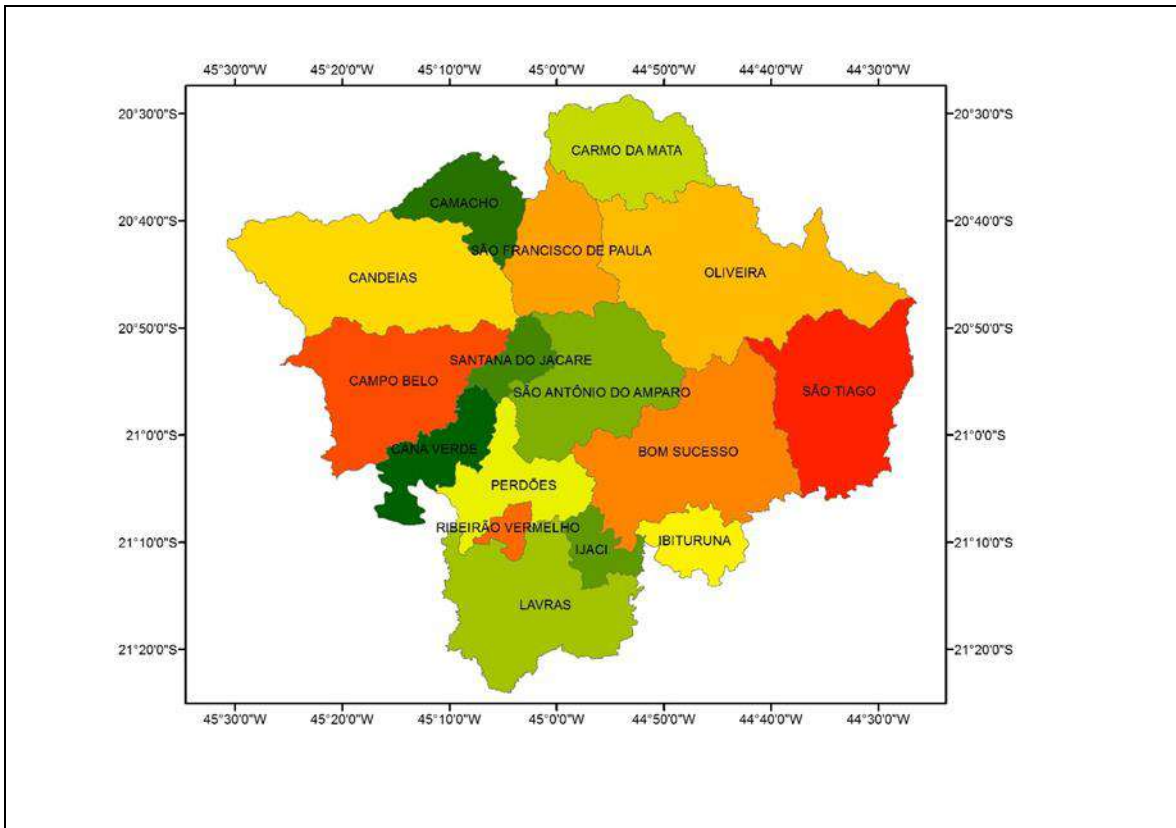 45°30'0"W 45°20'0"W 45°10'0"W 45°0'0"W 44°50'0"W 44°40'0"W 44°30'0"W
20°30'0"S 20°30'0"S
CARMO DA MATA
CAMACHO
20°40'0"S 20°40'0"S
SÃO FRANCISCO DE PAULA
OLIVEIRA
CANDEIAS
20°50'0"S 20°50'0"S
SANTANA DO JACARE
CAMPO BELO
SÃO ANTÔNIO DO AMPARO
SÃO TIAGO
21°0'0"S 21°0'0"S
CANA VERDE
BOM SUCESSO
PERDÕES
RIBEIRÃO VERMELHO
21°10'0"S 21°10'0"S
IBITURUNA
IJACI
LAVRAS
21°20'0"S 21°20'0"S
45°30'0"W 45°20'0"W 45°10'0"W 45°0'0"W 44°50'0"W 44°40'0"W 44°30'0"W